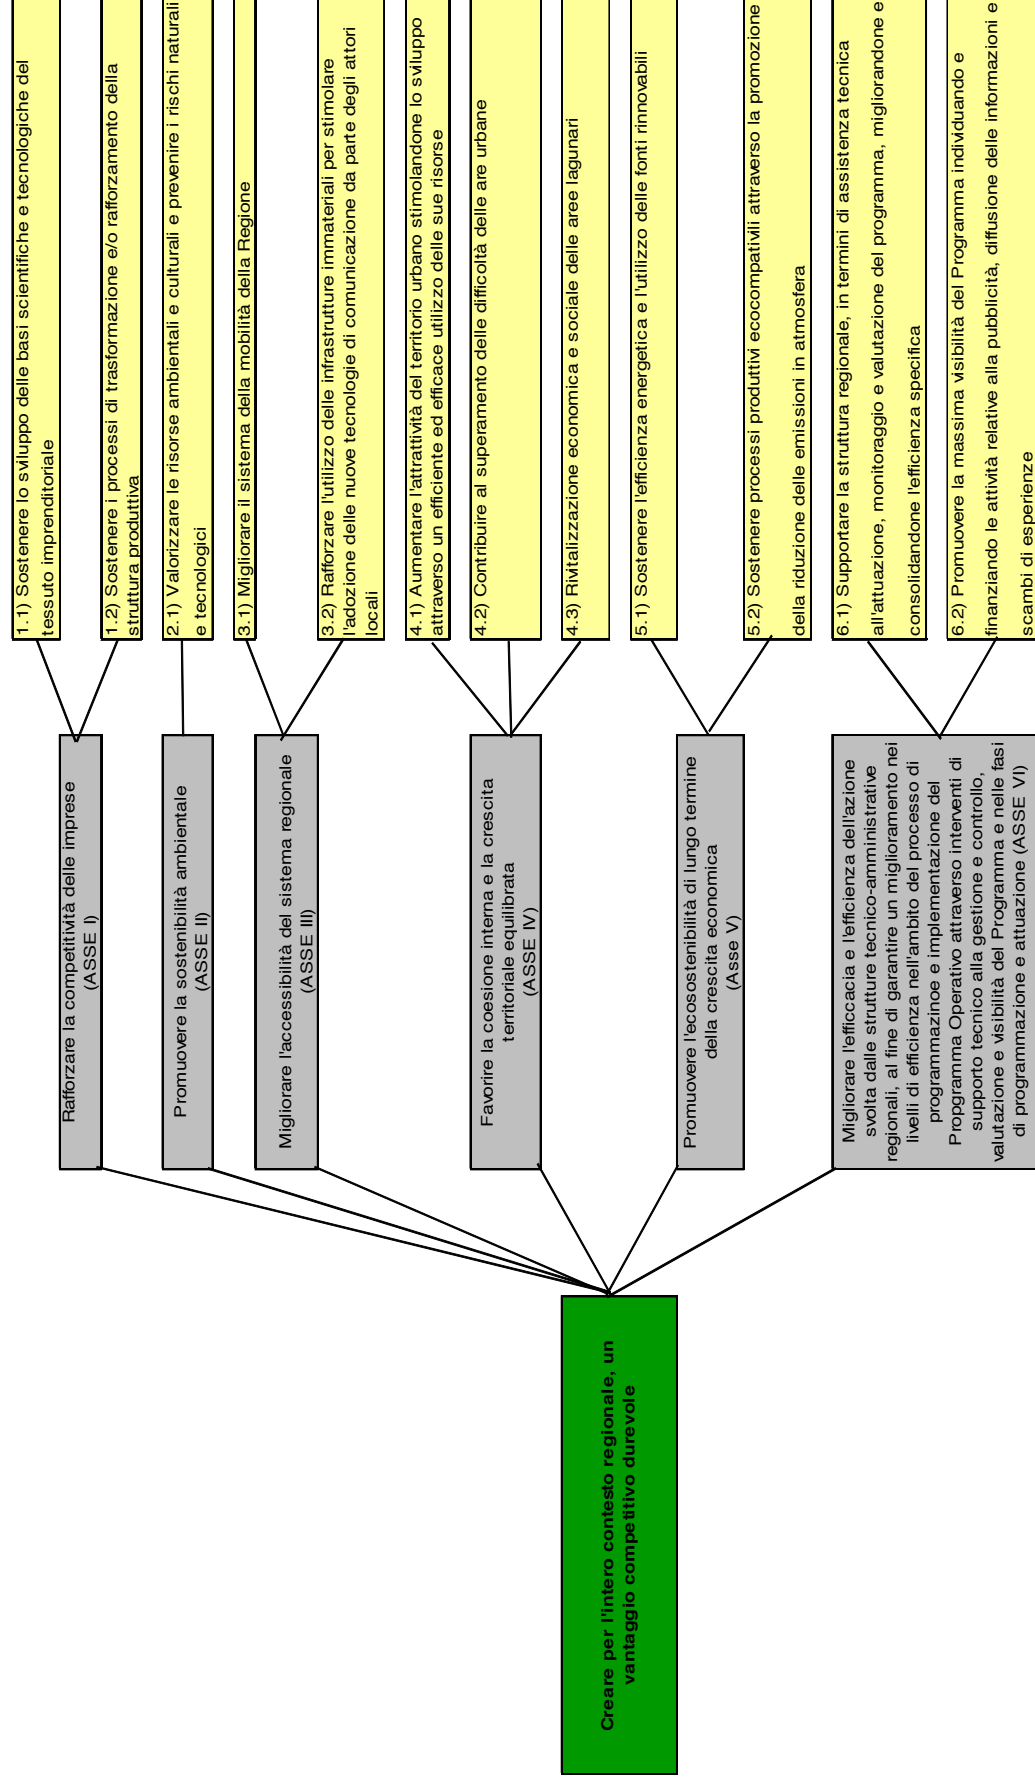 Creare per l'intero contesto regionale, un
vantaggio competitivo durevole
Rafforzare la competitività delle imprese
(ASSE I)
Promuovere la sostenibilità ambientale
(ASSE II)
Migliorare l'accessibilità del sistema regionale
(ASSE III)
Favorire la coesione interna e la crescita
territoriale equilibrata
(ASSE IV)
Promuovere l'ecosostenibilità di lungo termine
della crescita economica
(Asse V)
Migliorare l'efficcacia e l'efficienza dell'azione
svolta dalle strutture tecnico-amministrative
regionali, al fine di garantire un miglioramento nei
livelli di efficienza nell'ambito del processo di
programmazinoe e implementazione del
Propgramma Operativo attraverso interventi di
supporto tecnico alla gestione e controllo,
valutazione e visibilità del Programma e nelle fasi
di programmazione e attuazione (ASSE VI)
1.1) Sostenere lo sviluppo delle basi scientifiche e tecnologiche del
tessuto imprenditoriale
1.2) Sostenere i processi di trasformazione e/o rafforzamento della
struttura produttiva
2.1) Valorizzare le risorse ambientali e culturali e prevenire i rischi naturali
e tecnologici
3.1) Migliorare il sistema della mobilità della Regione
3.2) Rafforzare l'utilizzo delle infrastrutture immateriali per stimolare
l'adozione delle nuove tecnologie di comunicazione da parte degli attori
locali
4.1) Aumentare l'attrattività del territorio urbano stimolandone lo sviluppo
attraverso un efficiente ed efficace utilizzo delle sue risorse
4.2) Contribuire al superamento delle difficoltà delle are urbane
4.3) Rivitalizzazione economica e sociale delle aree lagunari
5.1) Sostenere l'efficienza energetica e l'utilizzo delle fonti rinnovabili
5.2) Sostenere processi produttivi ecocompativili attraverso la promozione
della riduzione delle emissioni in atmosfera
6.1) Supportare la struttura regionale, in termini di assistenza tecnica
all'attuazione, monitoraggio e valutazione del programma, migliorandone e
consolidandone l'efficienza specifica
6.2) Promuovere la massima visibilità del Programma individuando e
finanziando le attività relative alla pubblicità, diffusione delle informazioni e
scambi di esperienze